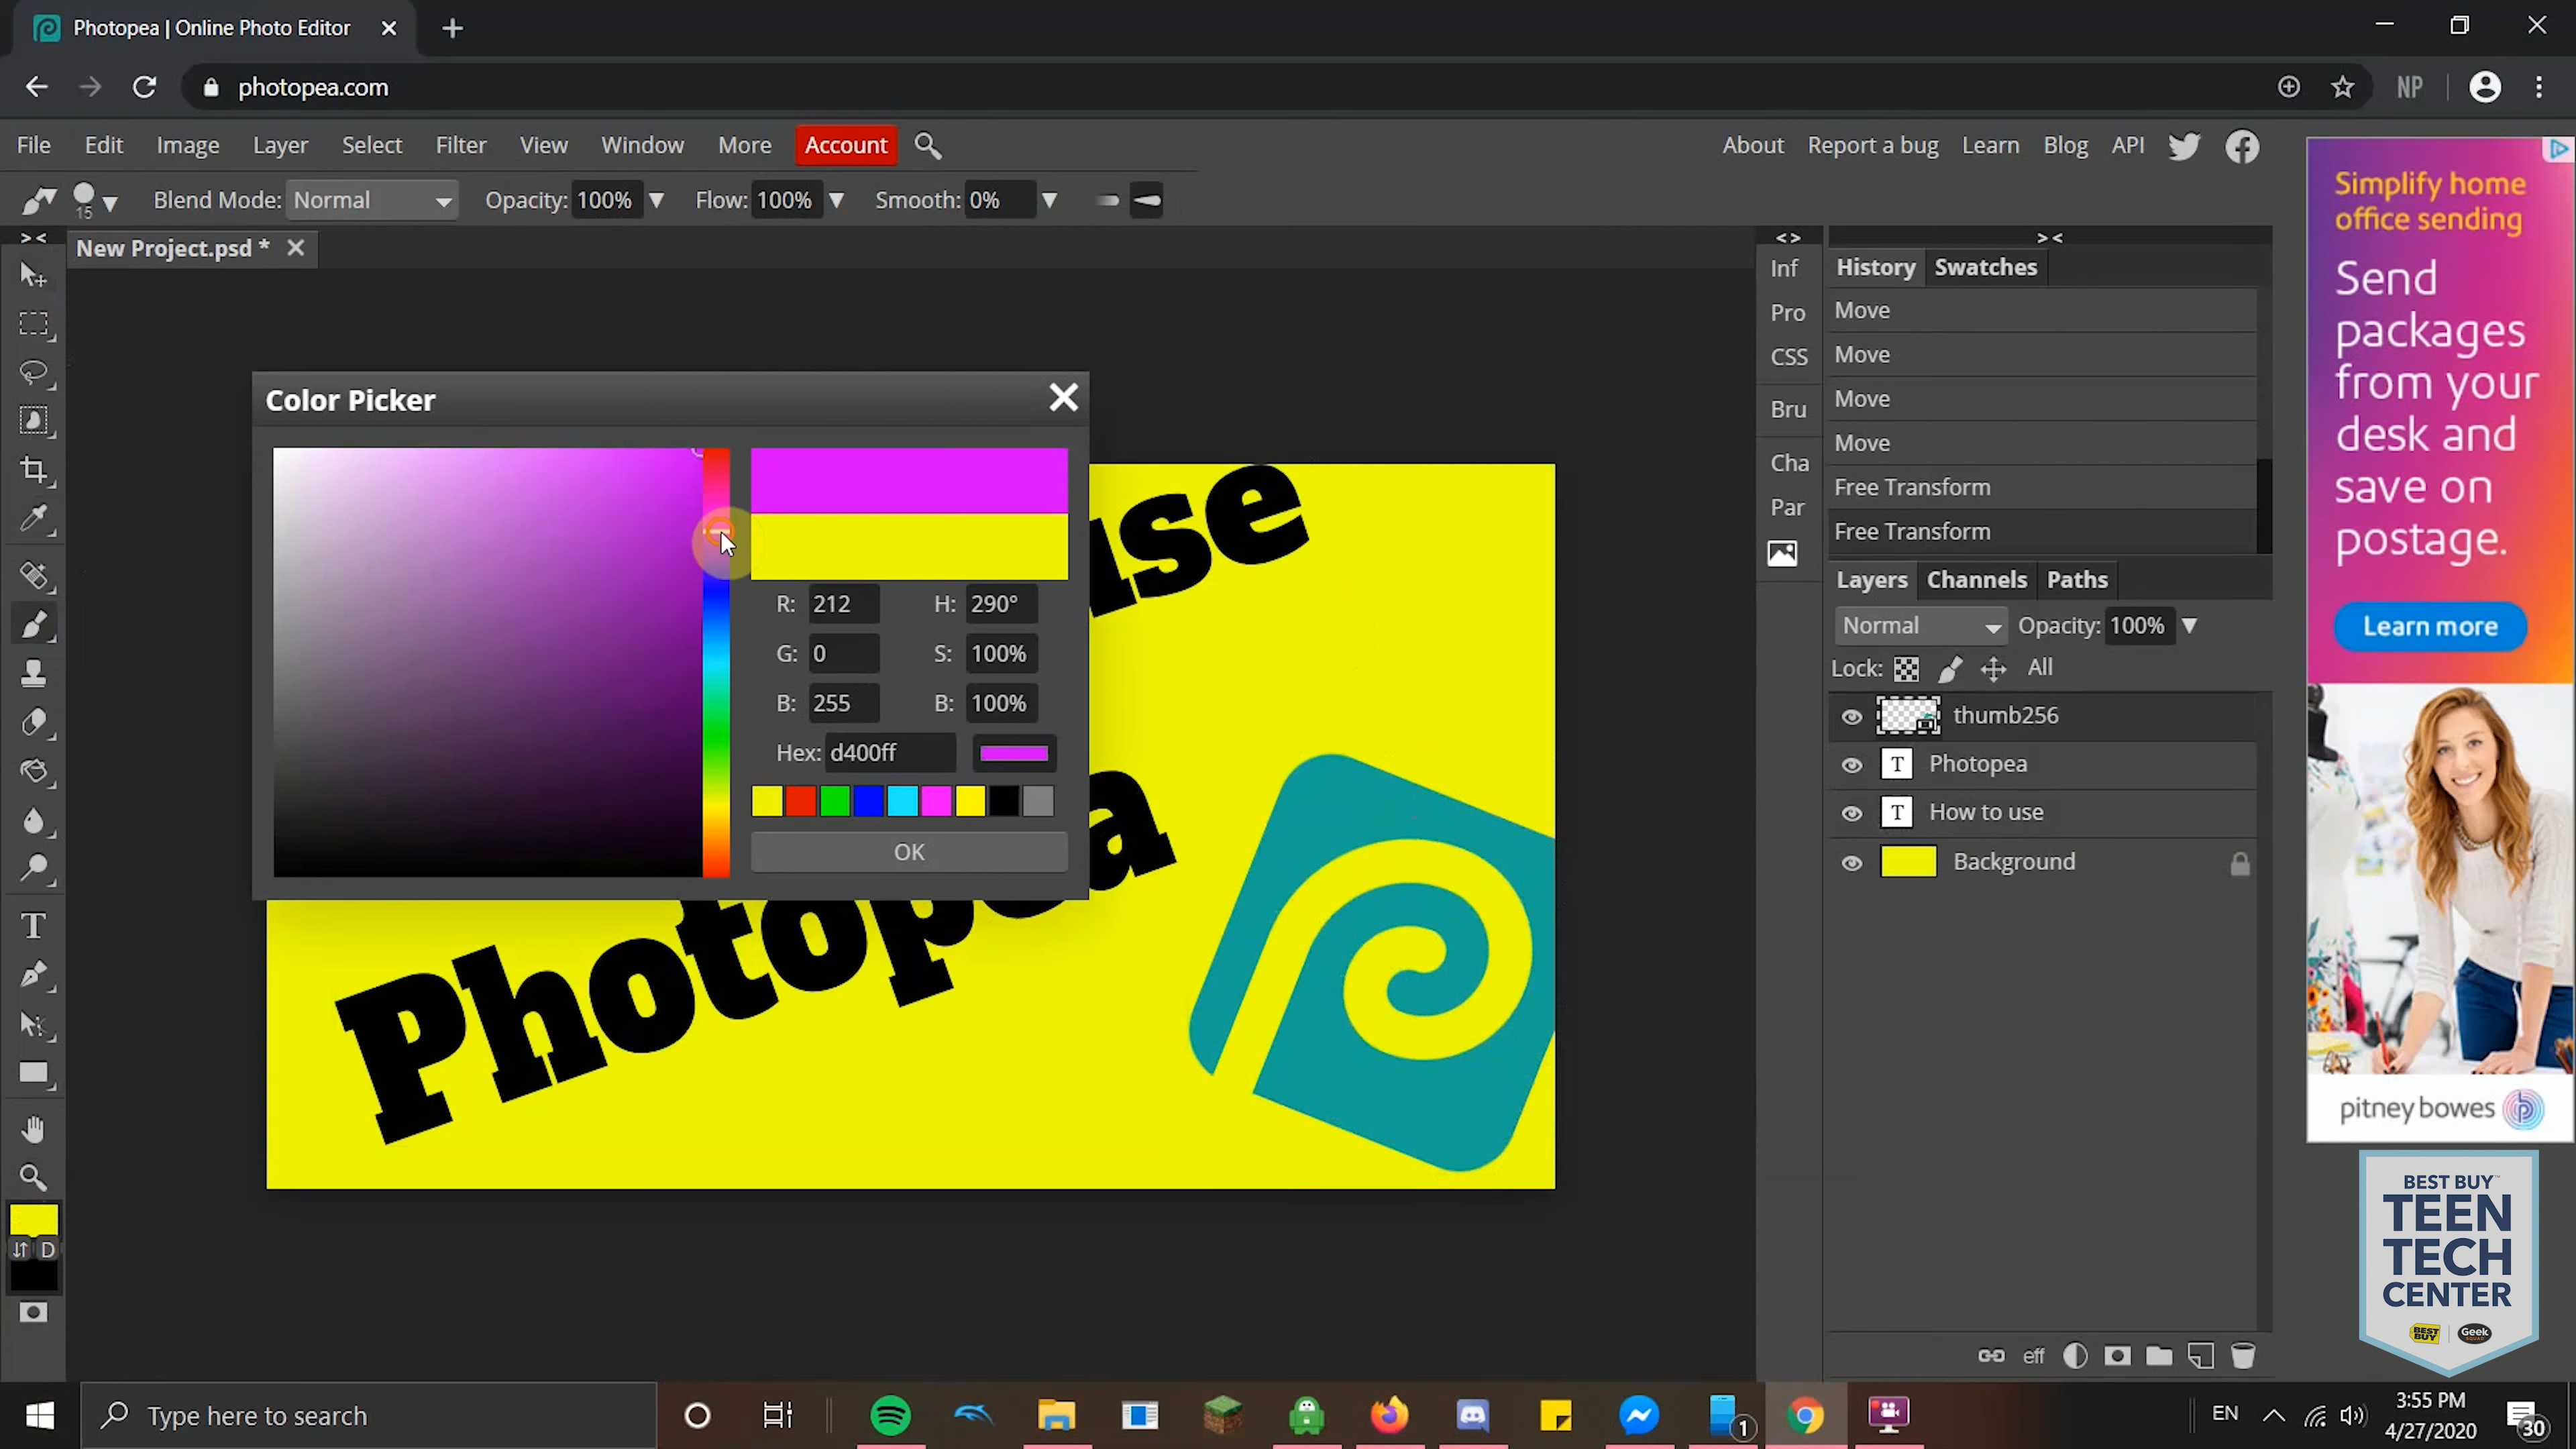 Photopea | Online Photo Editor
photopea.com
NP
File Edit Image Layer Select Filter View Window More Account
About Report a bug Learn Blog API
15 Blend Mode: Normal Opacity: 100% Flow: 100% Smooth: 0%
New Project.psd *
Color Picker
R: 212 H: 290°
G: 0 S: 100%
B: 255 B: 100%
Hex: d400ff
OK
use
Photopea
D
Inf
Pro
CSS
Bru
Cha
Par
History Swatches
Move
Move
Move
Move
Free Transform
Free Transform
Layers Channels Paths
Normal Opacity: 100%
Lock: All
thumb256
T Photopea
T How to use
Background
eff
Simplify home
office sending
Send
packages
from your
desk and
save on
postage.
Learn more
pitney bowes
BEST BUY™
TEEN
TECH
CENTER
BEST BUY
Geek SQUAD
Type here to search
1
EN
3:55 PM
4/27/2020
30